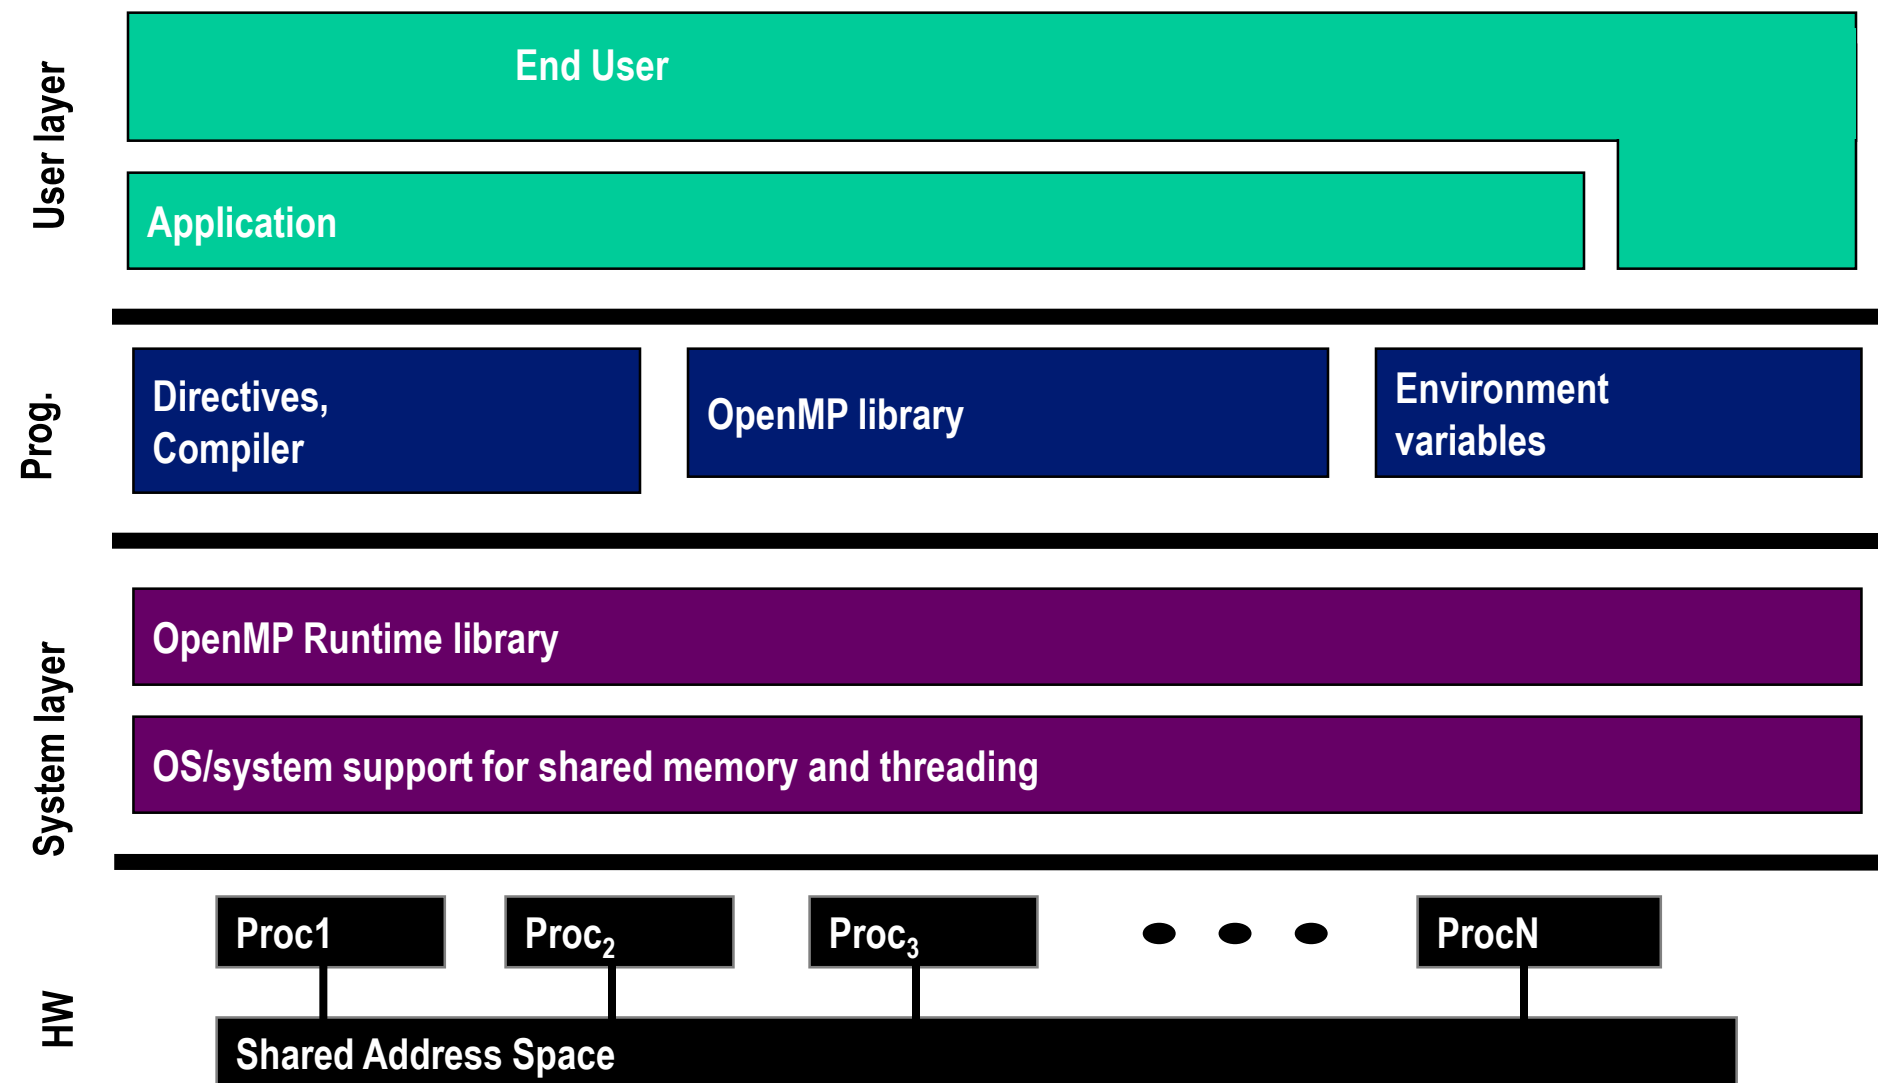 User layer
End User
Application
Prog.
Directives,
Compiler
OpenMP library
Environment
variables
System layer
OpenMP Runtime library
OS/system support for shared memory and threading
HW
Proc1
Proc₂
Proc₃
ProcN
Shared Address Space